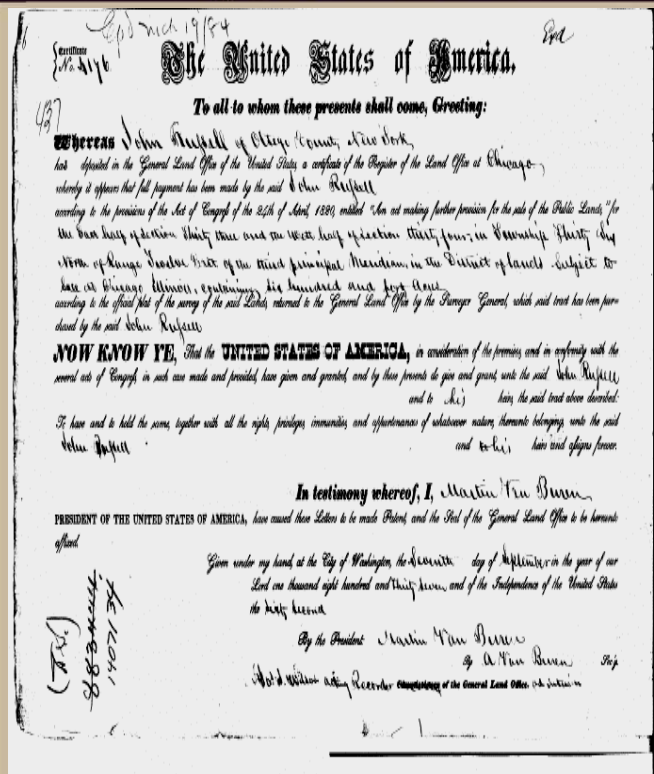 Certificate
No. 4176
The United States of America.
437
To all to whom these presents shall come, Greeting:
Whereas John Russell of Otsego County, New York,
has deposited in the General Land Office of the United States, a certificate of the Register of the Land Office at Chicago,
whereby it appears that full payment has been made by the said John Russell
according to the provisions of the Act of Congress of the 24th of April, 1820, entitled "An act making further provision for the sale of the Public Lands," for
the East half of section thirty three and the West half of section thirty four, in Township Thirty Six
North of Range Twelve East of the third principal Meridian, in the District of lands subject to
sale at Chicago Illinois, containing six hundred and forty Acres
according to the official plat of the survey of the said Lands, returned to the General Land Office by the Surveyor General, which said tract has been pur-
chased by the said John Russell
NOW KNOW YE, That the UNITED STATES OF AMERICA, in consideration of the premises, and in conformity with the
several acts of Congress, in such case made and provided, have given and granted, and by these presents do give and grant, unto the said John Russell
and to his heirs, the said tract above described:
To have and to hold the same, together with all the rights, privileges, immunities, and appurtenances of whatsoever nature, thereunto belonging, unto the said
John Russell and to his heirs and assigns forever.
In testimony whereof, I, Martin Van Buren,
PRESIDENT OF THE UNITED STATES OF AMERICA, have caused these Letters to be made Patent, and the Seal of the General Land Office to be hereunto
affixed.
Given under my hand, at the City of Washington, the Seventh day of September in the year of our
Lord one thousand eight hundred and thirty seven and of the Independence of the United States
the sixty second
By the President: Martin Van Buren
By A Van Buren Sec'y.
acting Recorder of the General Land Office. ad interim
140217